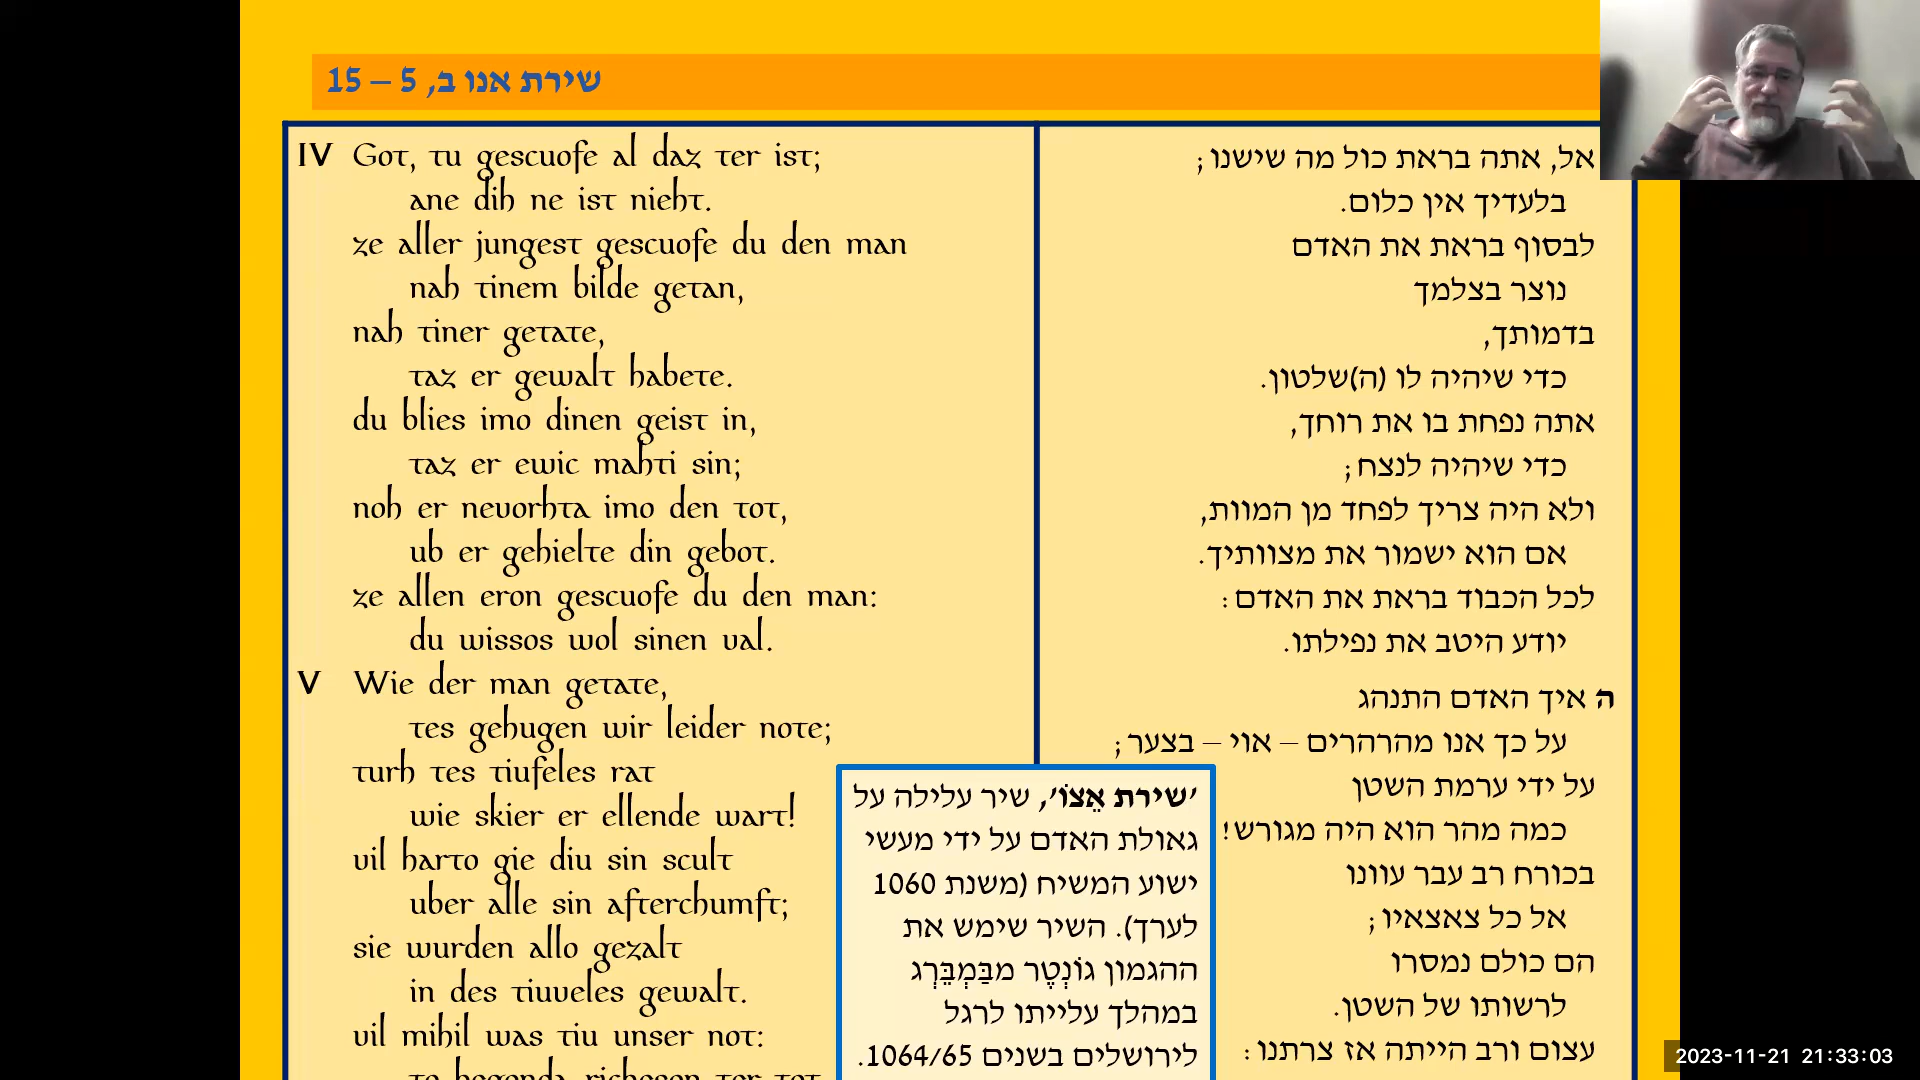 שירת אנו ב, 5 – 15
IV Got, tu gescuofe al daz ter ist;
ane dih ne ist nieht.
ze aller jungest gescuofe du den man
nah tinem bilde getan,
nah tiner getate,
taz er gewalt habete.
du blies imo dinen geist in,
taz er ewic mahti sin;
noh er nevorhta imo den tot,
ub er gehielte din gebot.
ze allen eron gescuofe du den man:
du wissos wol sinen val.
V Wie der man getate,
tes gehugen wir leider note;
turh tes tiufeles rat
wie skier er ellende wart!
vil harto gie diu sin scult
uber alle sin afterchumft;
sie wurden allo gezalt
in des tiuveles gewalt.
vil mihil was tiu unser not:
to begonda richeson ter tot
אל, אתה בראת כול מה שישנו;
בלעדיך אין כלום.
לבסוף בראת את האדם
נוצר בצלמך
בדמותך,
כדי שיהיה לו (ה)שלטון.
אתה נפחת בו את רוחך,
כדי שיהיה לנצח;
ולא היה צריך לפחד מן המוות,
אם הוא ישמור את מצוותיך.
לכל הכבוד בראת את האדם:
יודע היטב את נפילתו.
ה איך האדם התנהג
על כך אנו מהרהרים – אוי – בצער;
על ידי ערמת השטן
כמה מהר הוא היה מגורש!
בכורח רב עבר עוונו
אל כל צאצאיו;
הם כולם נמסרו
לרשותו של השטן.
עצום ורב הייתה אז צרתנו:
'שירת אֵצוֹ', שיר עלילה על
גאולת האדם על ידי מעשי
ישוע המשיח (משנת 1060
לערך). השיר שימש את
ההגמון גוֹנְטֶר מבַּמְבֵּרְג
במהלך עלייתו לרגל
לירושלים בשנים 1064/65.
2023-11-21 21:33:03